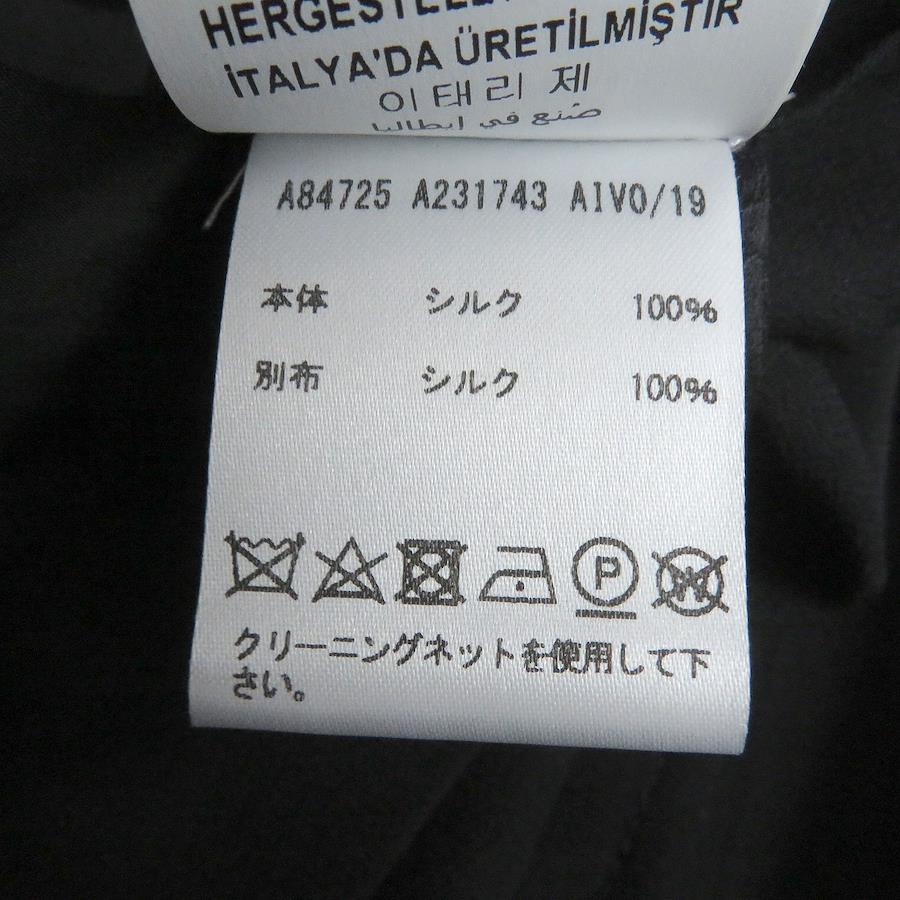 İTALYA'DA ÜRETİLMİŞTİR
이태리 제
صنع في ايطاليا
A84725 A231743 AIVO/19
本体 シルク 100%
別布 シルク 100%
P W
クリーニングネットを使用して下
さい。